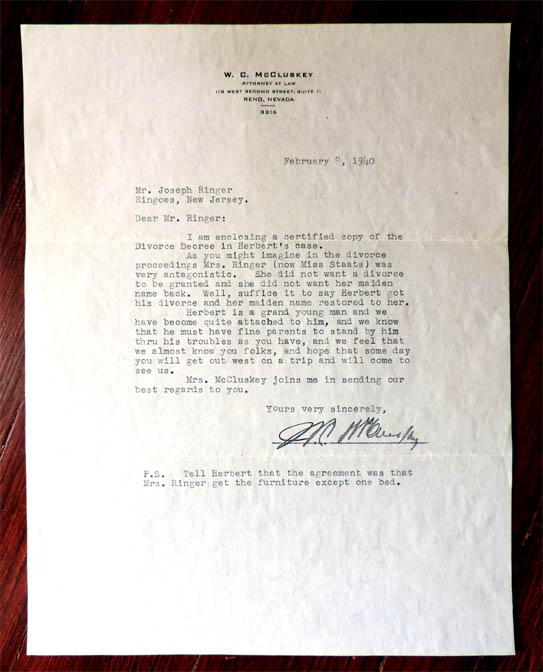 W. C. McCLUSKEY
ATTORNEY AT LAW
119 WEST SECOND STREET, SUITE 11
RENO, NEVADA
3216
February 8, 1940
Mr. Joseph Ringer
Ringoes, New Jersey.
Dear Mr. Ringer:
I am enclosing a certified copy of the
Divorce Decree in Herbert's case.
As you might imagine in the divorce
proceedings Mrs. Ringer (now Miss Staats) was
very antagonistic. She did not want a divorce
to be granted and she did not want her maiden
name back. Well, suffice it to say Herbert got
his divorce and her maiden name restored to her.
Herbert is a grand young man and we
have become quite attached to him, and we know
that he must have fine parents to stand by him
thru his troubles as you have, and we feel that
we almost know you folks, and hope that some day
you will get out west on a trip and will come to
see us.
Mrs. McCluskey joins me in sending our
best regards to you.
Yours very sincerely,
W C McCluskey
P.S. Tell Herbert that the agreement was that
Mrs. Ringer get the furniture except one bed.